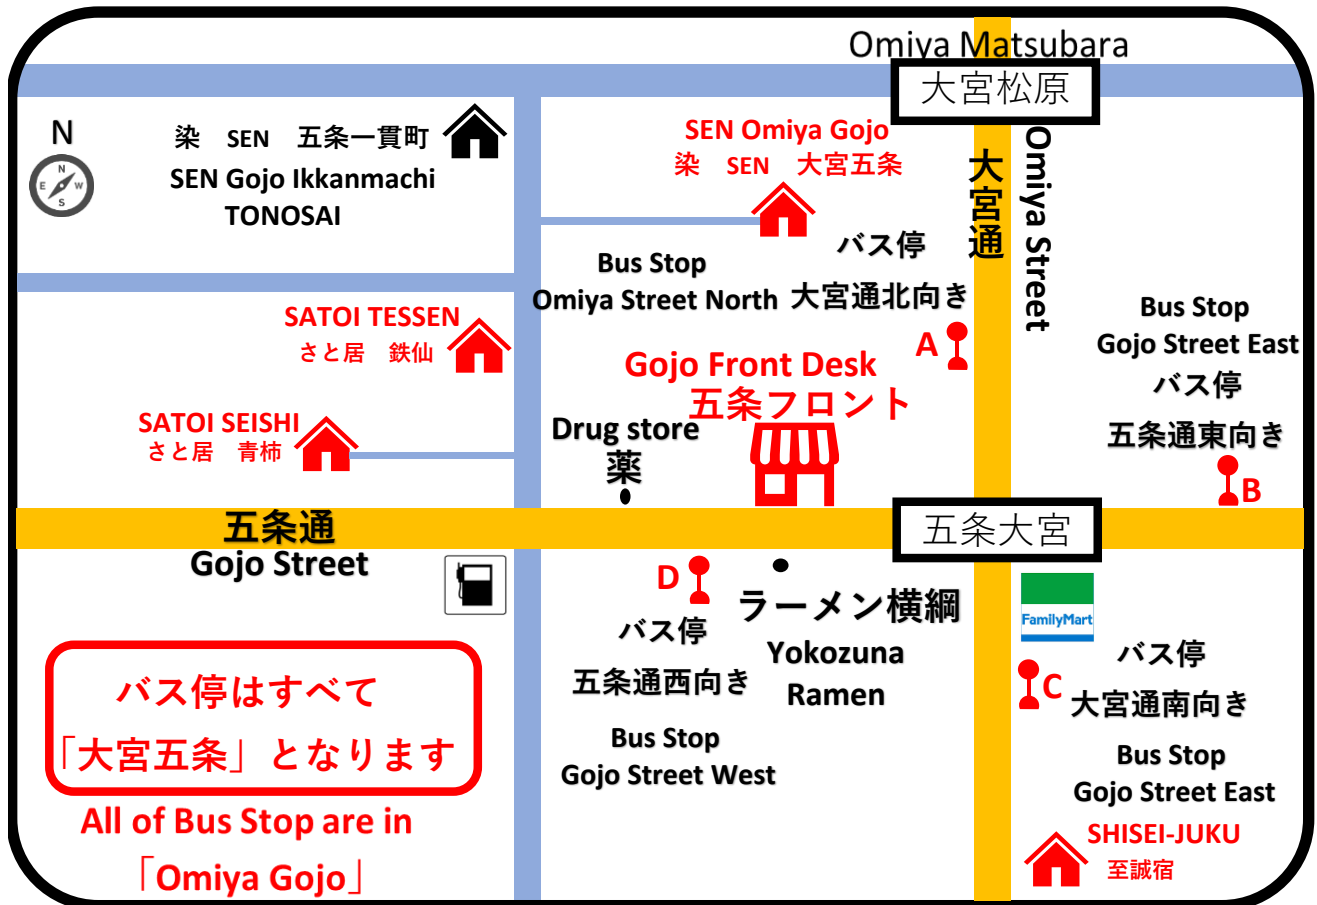 Omiya Matsubara
大宮松原
N
N
E W
S
染 SEN 五条一貫町
SEN Gojo Ikkanmachi
TONOSAI
SEN Omiya Gojo
染 SEN 大宮五条
大宮通
Omiya Street
バス停
大宮通北向き
Bus Stop
Omiya Street North
A
SATOI TESSEN
さと居 鉄仙
Gojo Front Desk
五条フロント
Bus Stop
Gojo Street East
バス停
五条通東向き
B
SATOI SEISHI
さと居 青柿
Drug store
薬
五条通
Gojo Street
五条大宮
D
バス停
五条通西向き
Bus Stop
Gojo Street West
ラーメン横綱
Yokozuna
Ramen
FamilyMart
C
バス停
大宮通南向き
Bus Stop
Gojo Street East
SHISEI-JUKU
至誠宿
バス停はすべて
「大宮五条」となります
All of Bus Stop are in
「Omiya Gojo」